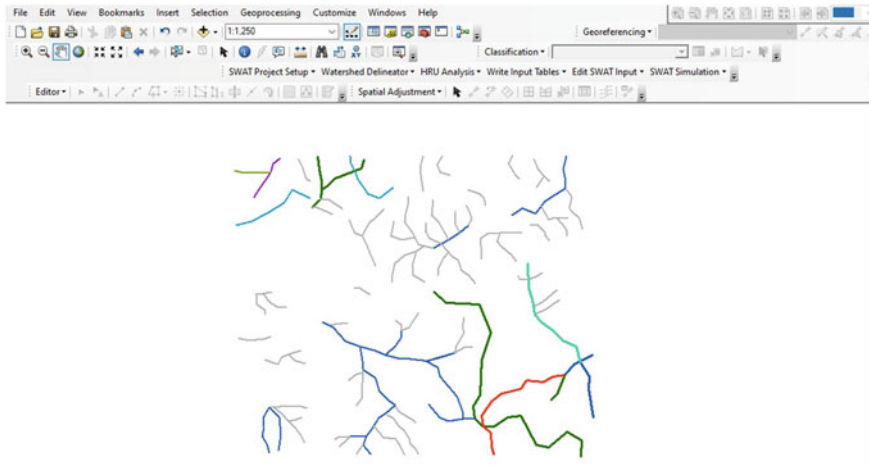 File Edit View Bookmarks Insert Selection Geoprocessing Customize Windows Help
1:1,250 Georeferencing
Classification
SWAT Project Setup Watershed Delineator HRU Analysis Write Input Tables Edit SWAT Input SWAT Simulation
Editor Spatial Adjustment